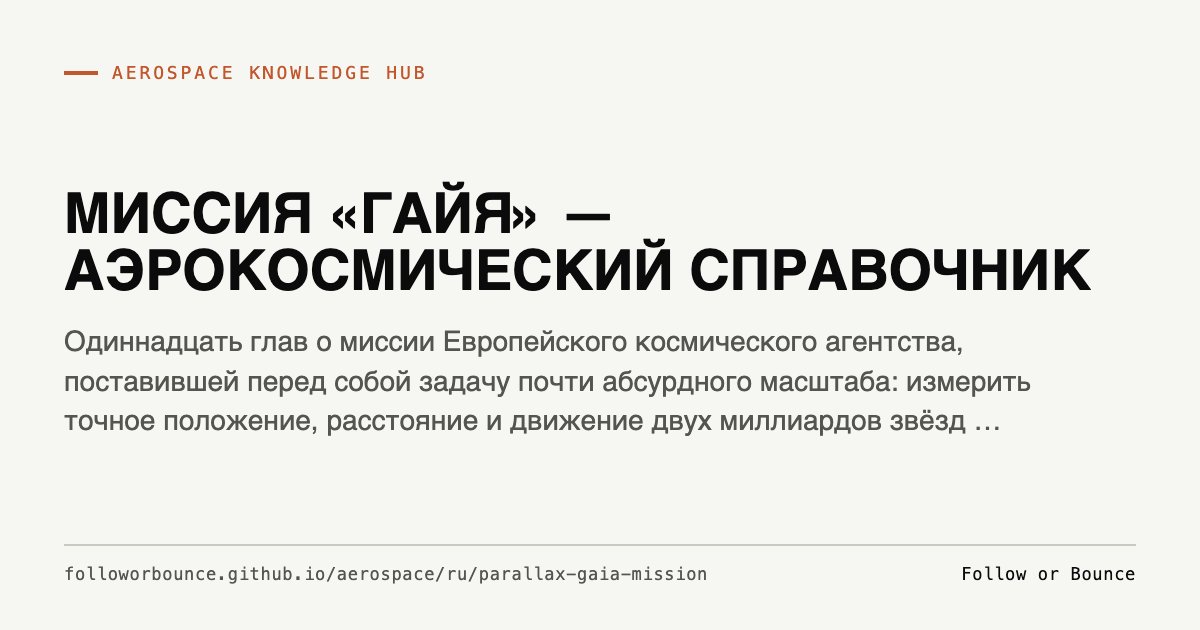 AEROSPACE KNOWLEDGE HUB
МИССИЯ «ГАЙЯ» —
АЭРОКОСМИЧЕСКИЙ СПРАВОЧНИК
Одиннадцать глав о миссии Европейского космического агентства,
поставившей перед собой задачу почти абсурдного масштаба: измерить
точное положение, расстояние и движение двух миллиардов звёзд …
followorbounce.github.io/aerospace/ru/parallax-gaia-mission
Follow or Bounce